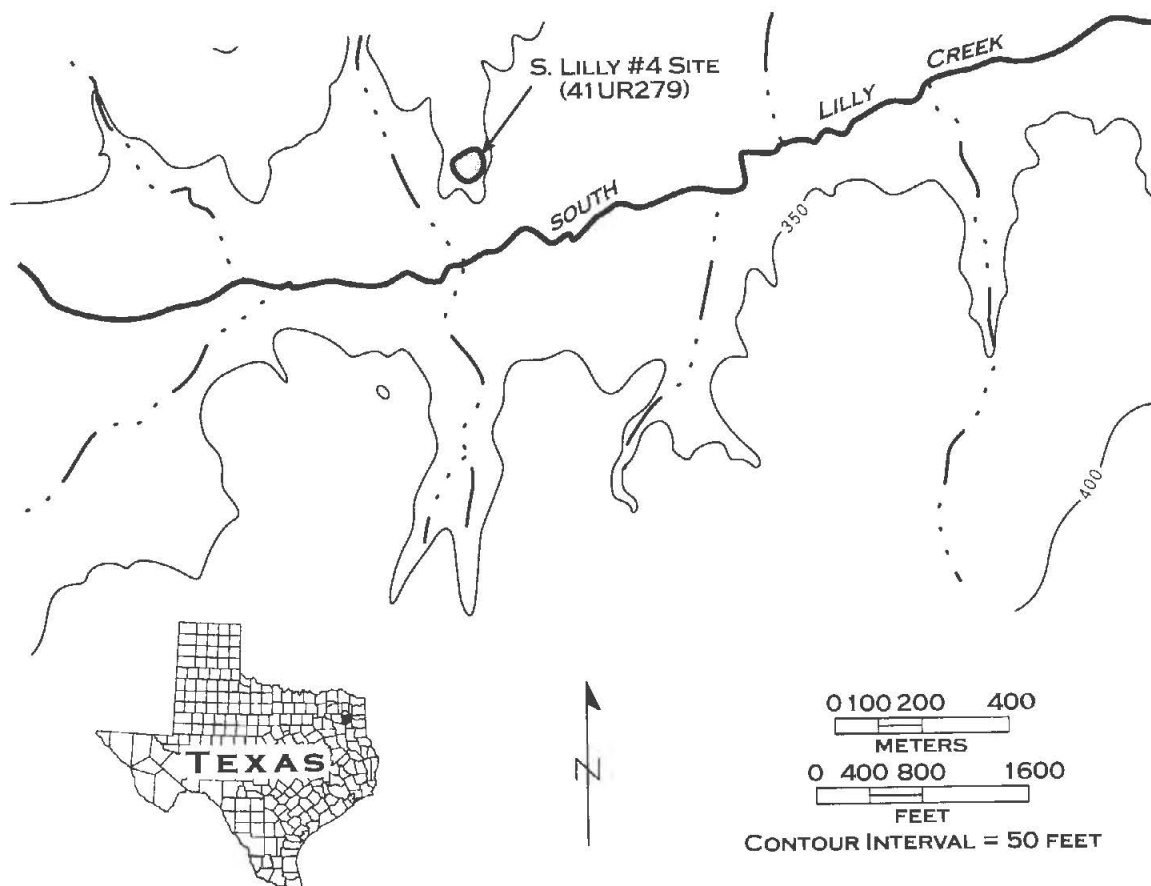 S. LILLY #4 SITE
(41UR279)
SOUTH LILLY CREEK
350
400
TEXAS
N
0 100 200 400
METERS
0 400 800 1600
FEET
CONTOUR INTERVAL = 50 FEET